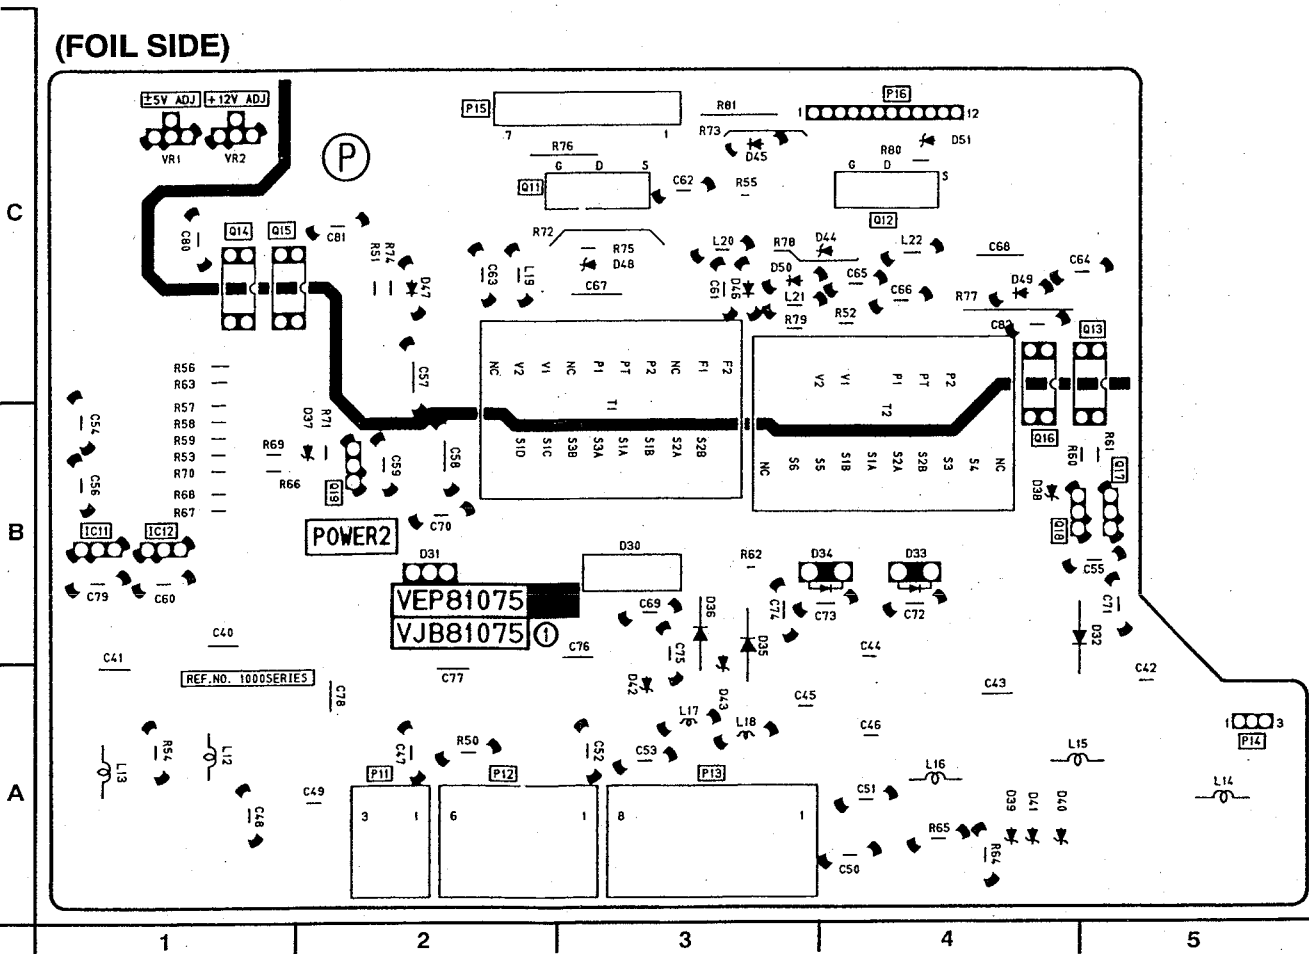 (FOIL SIDE)
±5V ADJ +12V ADJ
VR1 VR2
P
P15
7 1
R81
P16
1 12
R73
D45
D51
R80
R76
G D S
Q11
C62
R55
G D S
Q12
C
C80
Q14
Q15
C81
R51
R74
D47
C63
L19
R72
R75
D48
C67
L20
C61
D46
R78
D44
D50
L21
R79
R52
C65
L22
C66
C68
D49
R77
C64
Q13
R56
R63
R57
R58
R59
R53
R70
R68
R67
C57
NC V2 V1 NC P1 PT P2 NC F1 F2
T1
S1D S1C S3B S3A S1A S1B S2A S2B
V2 V1 P1 PT P2
T2
NC S6 S5 S1B S1A S2A S2B S3 S4 NC
C54
C56
R69
R66
D37
R71
Q19
C59
C58
C70
Q16
R60
R61
Q17
D38
Q18
B
IC11
IC12
C79
C60
POWER2
D31
D30
R62
D34
D33
C55
C71
VEP81075
VJB81075 1
C69
D36
D35
C74
C73
C72
D32
C40
C41
C76
C75
C44
C42
REF.NO. 1000SERIES
C77
C78
D42
D43
C45
C43
L17
L18
C46
1 3
P14
R54
L13
L12
C47
R50
C52
C53
L15
L16
L14
A
C48
C49
P11
P12
P13
3 1
6 1
8 1
C51
C50
R65
R64
D39
D41
D40
1 2 3 4 5